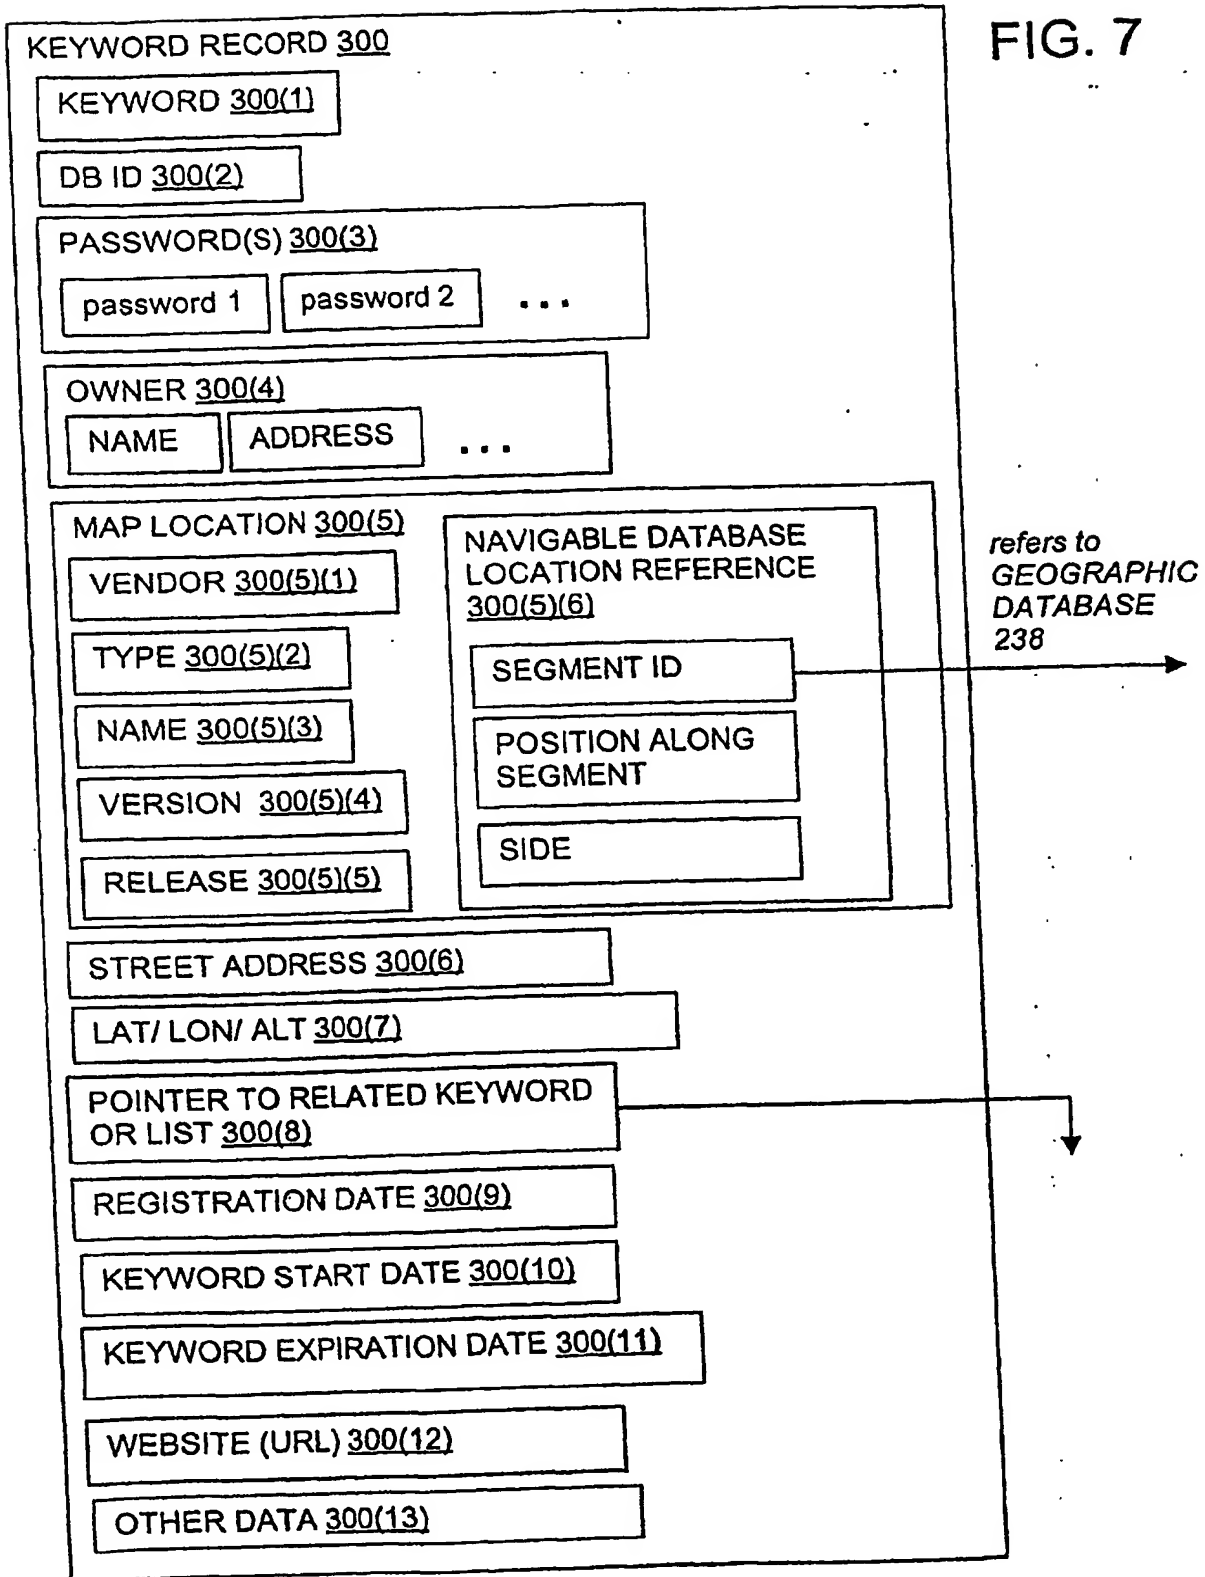 FIG. 7
KEYWORD RECORD 300
KEYWORD 300(1)
DB ID 300(2)
PASSWORD(S) 300(3)
password 1
password 2
...
OWNER 300(4)
NAME
ADDRESS
...
MAP LOCATION 300(5)
VENDOR 300(5)(1)
TYPE 300(5)(2)
NAME 300(5)(3)
VERSION 300(5)(4)
RELEASE 300(5)(5)
NAVIGABLE DATABASE
LOCATION REFERENCE
300(5)(6)
SEGMENT ID
POSITION ALONG
SEGMENT
SIDE
refers to
GEOGRAPHIC
DATABASE
238
STREET ADDRESS 300(6)
LAT/ LON/ ALT 300(7)
POINTER TO RELATED KEYWORD
OR LIST 300(8)
REGISTRATION DATE 300(9)
KEYWORD START DATE 300(10)
KEYWORD EXPIRATION DATE 300(11)
WEBSITE (URL) 300(12)
OTHER DATA 300(13)